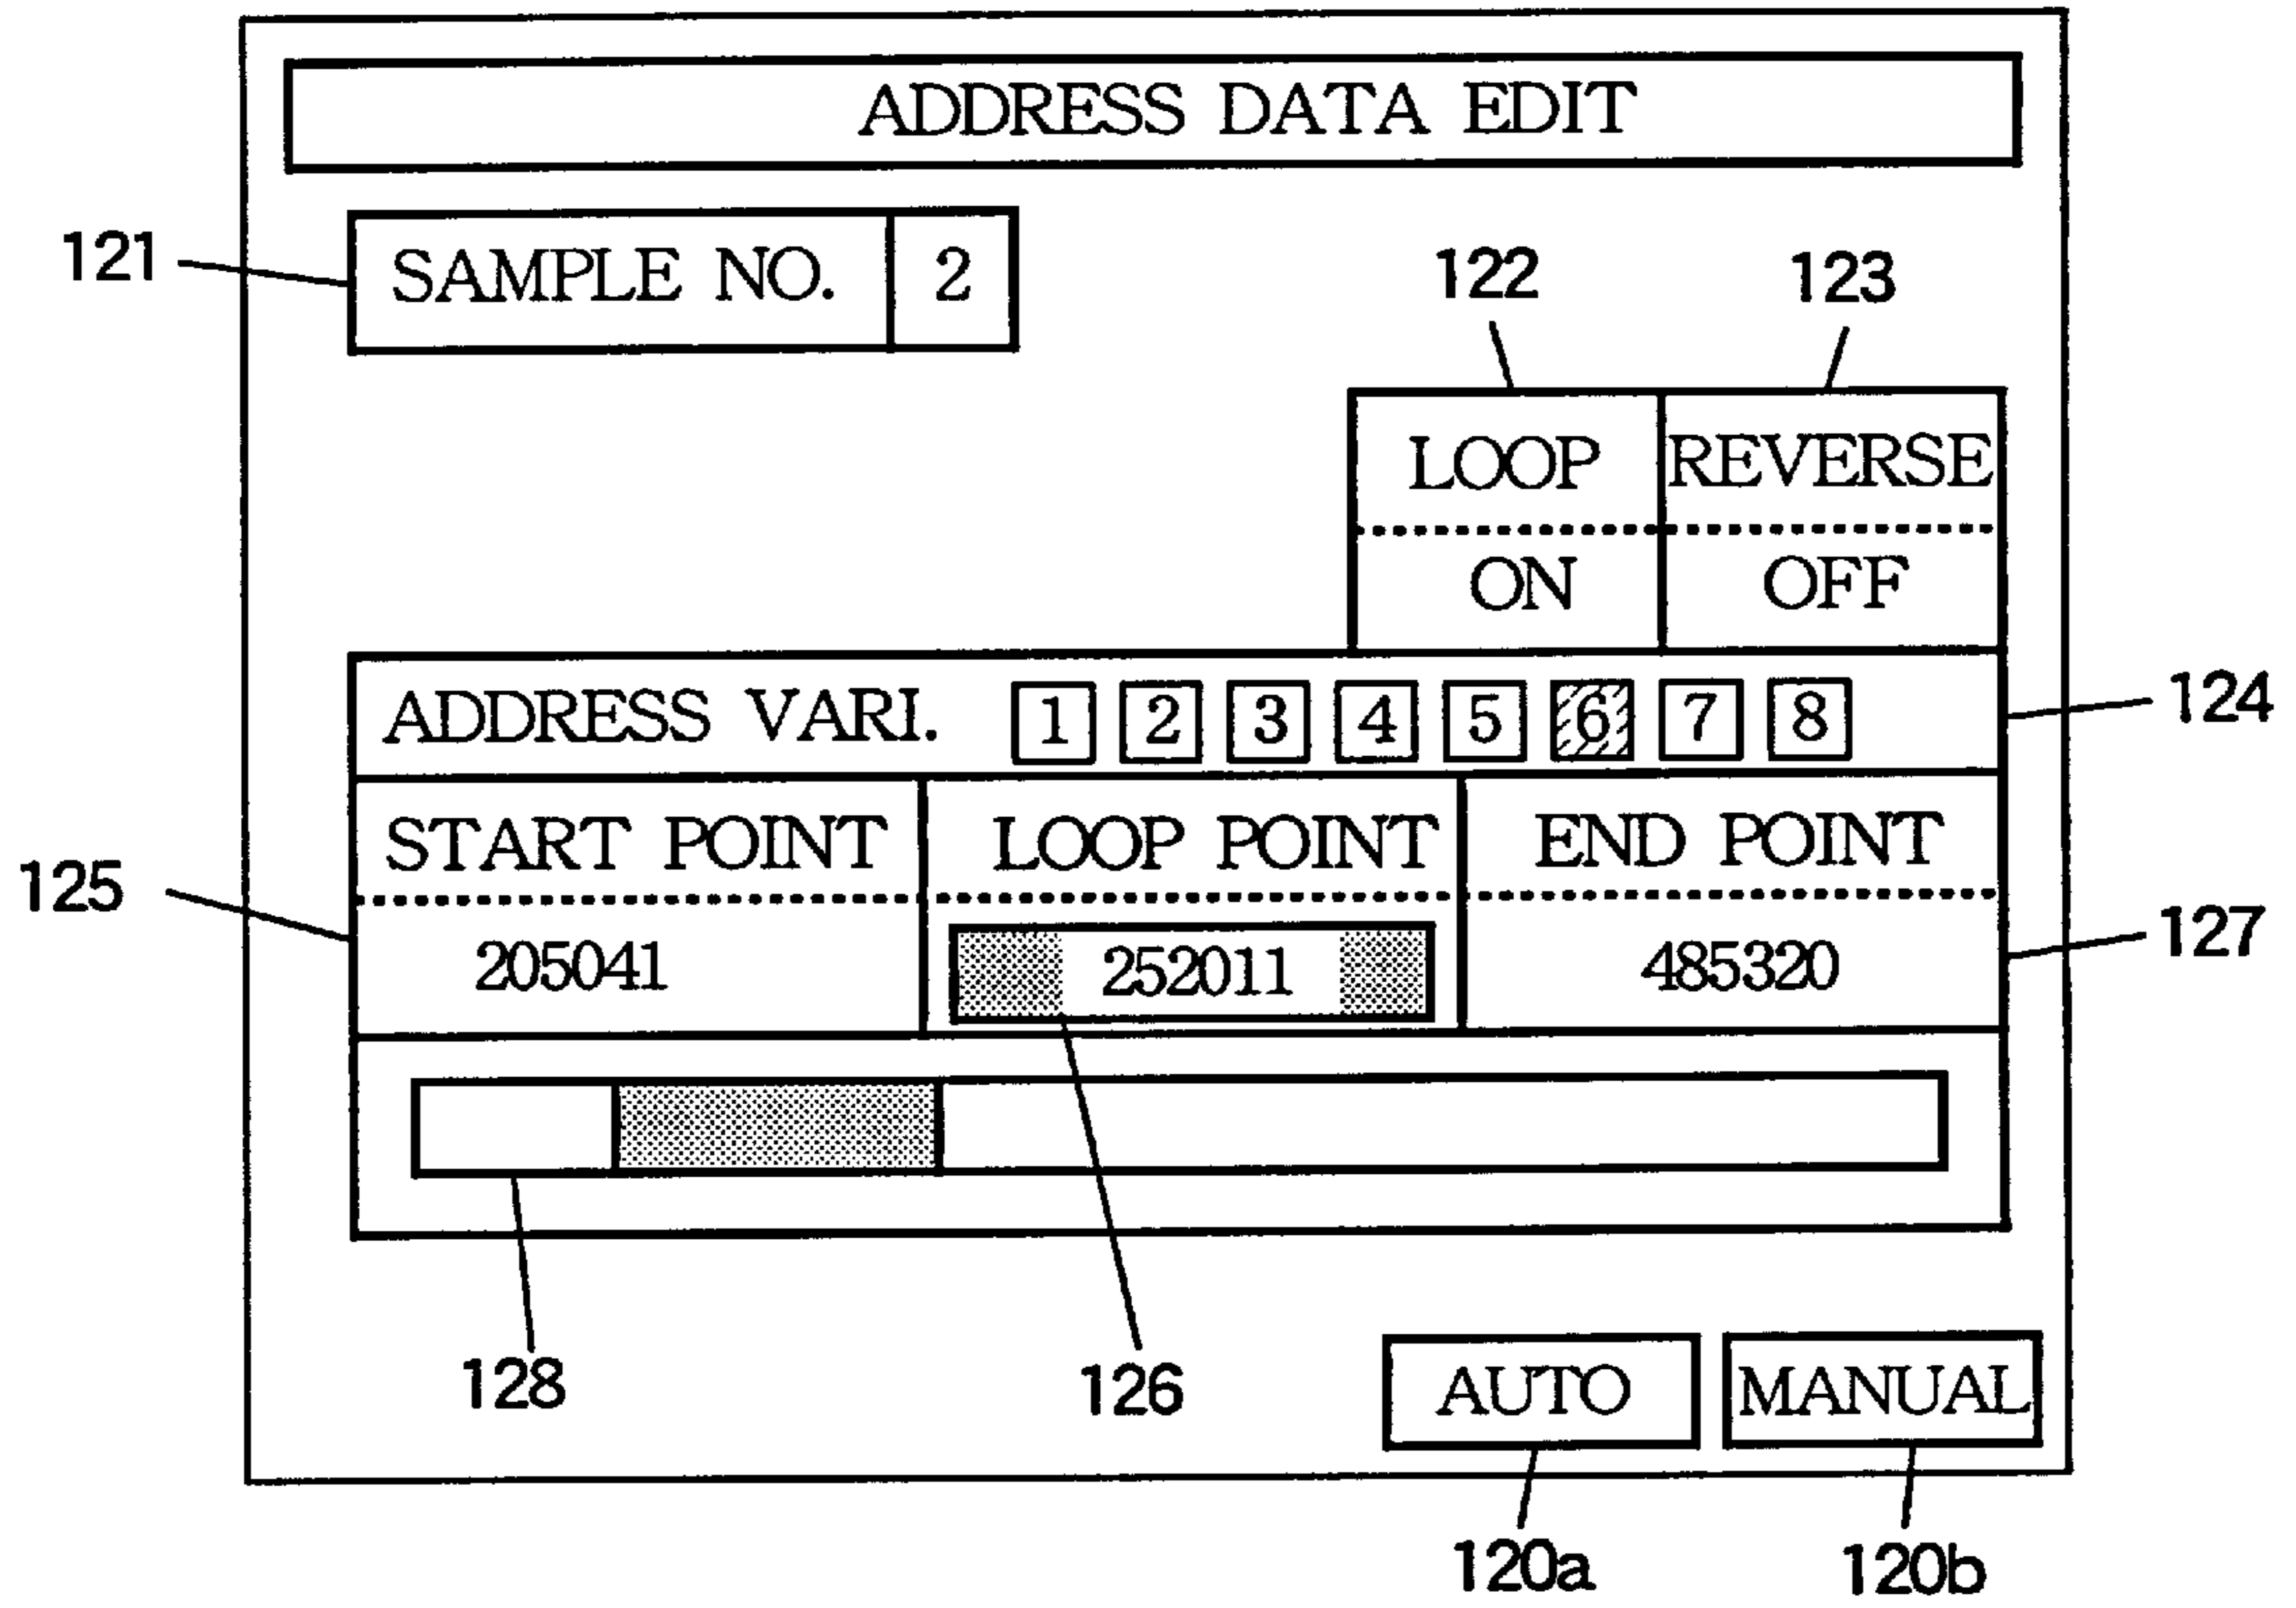 ADDRESS DATA EDIT
121
SAMPLE NO. 2
122 123
LOOP REVERSE
ON OFF
ADDRESS VARI. 1 2 3 4 5 6 7 8
124
START POINT LOOP POINT END POINT
125
205041 252011 485320
127
128
126
AUTO MANUAL
120a 120b